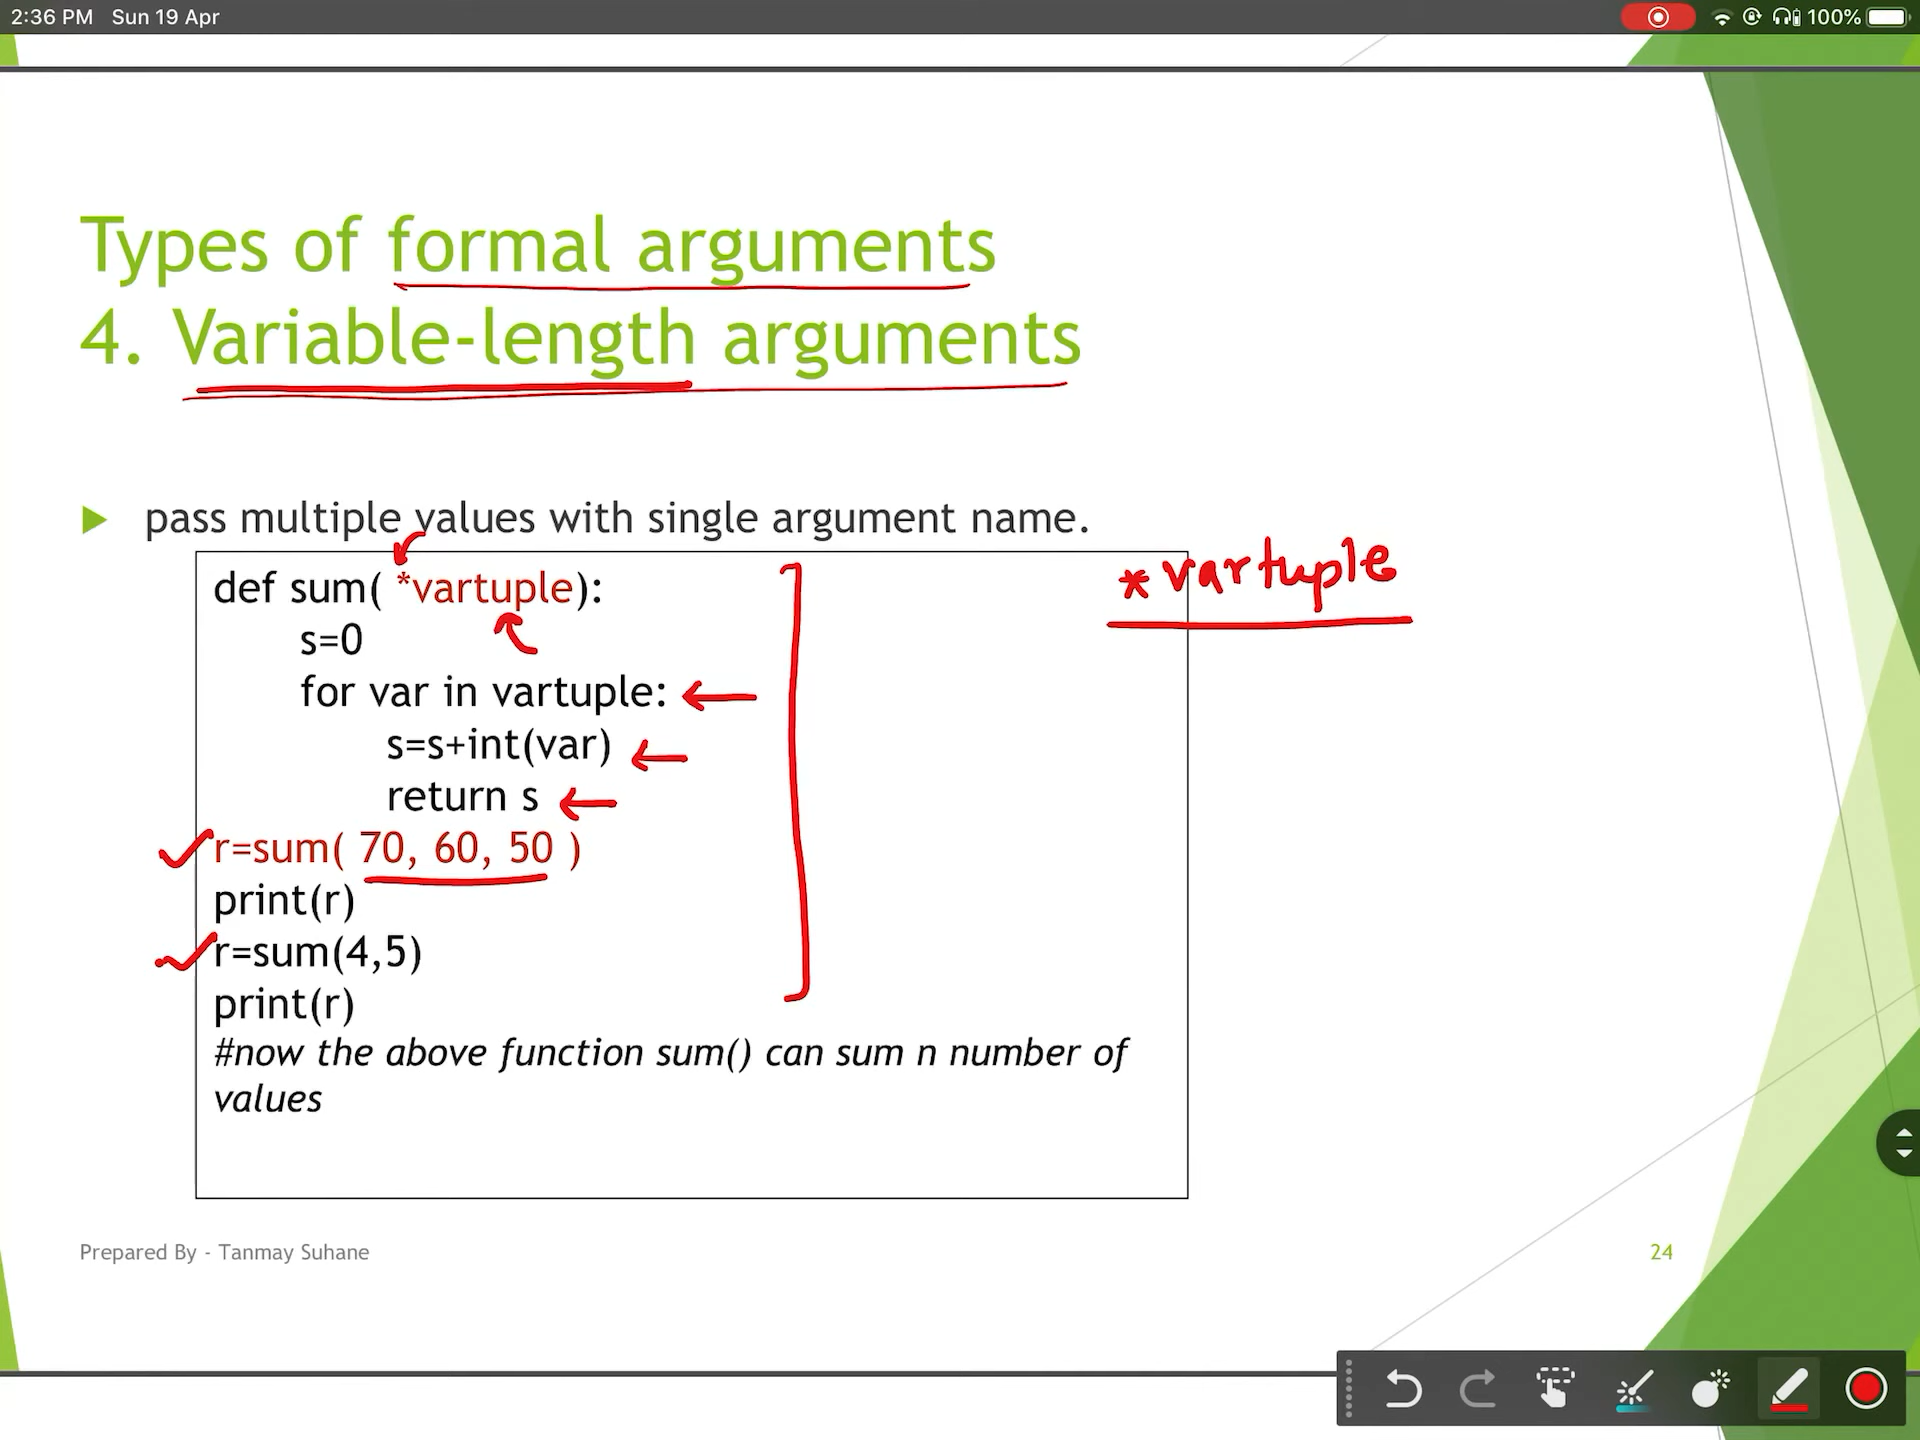 2:36 PM Sun 19 Apr 100%
Types of formal arguments
4. Variable-length arguments
pass multiple values with single argument name.
def sum( *vartuple):
*vartuple
s=0
for var in vartuple:
s=s+int(var)
return s
r=sum( 70, 60, 50 )
print(r)
r=sum(4,5)
print(r)
#now the above function sum() can sum n number of
values
Prepared By - Tanmay Suhane 24